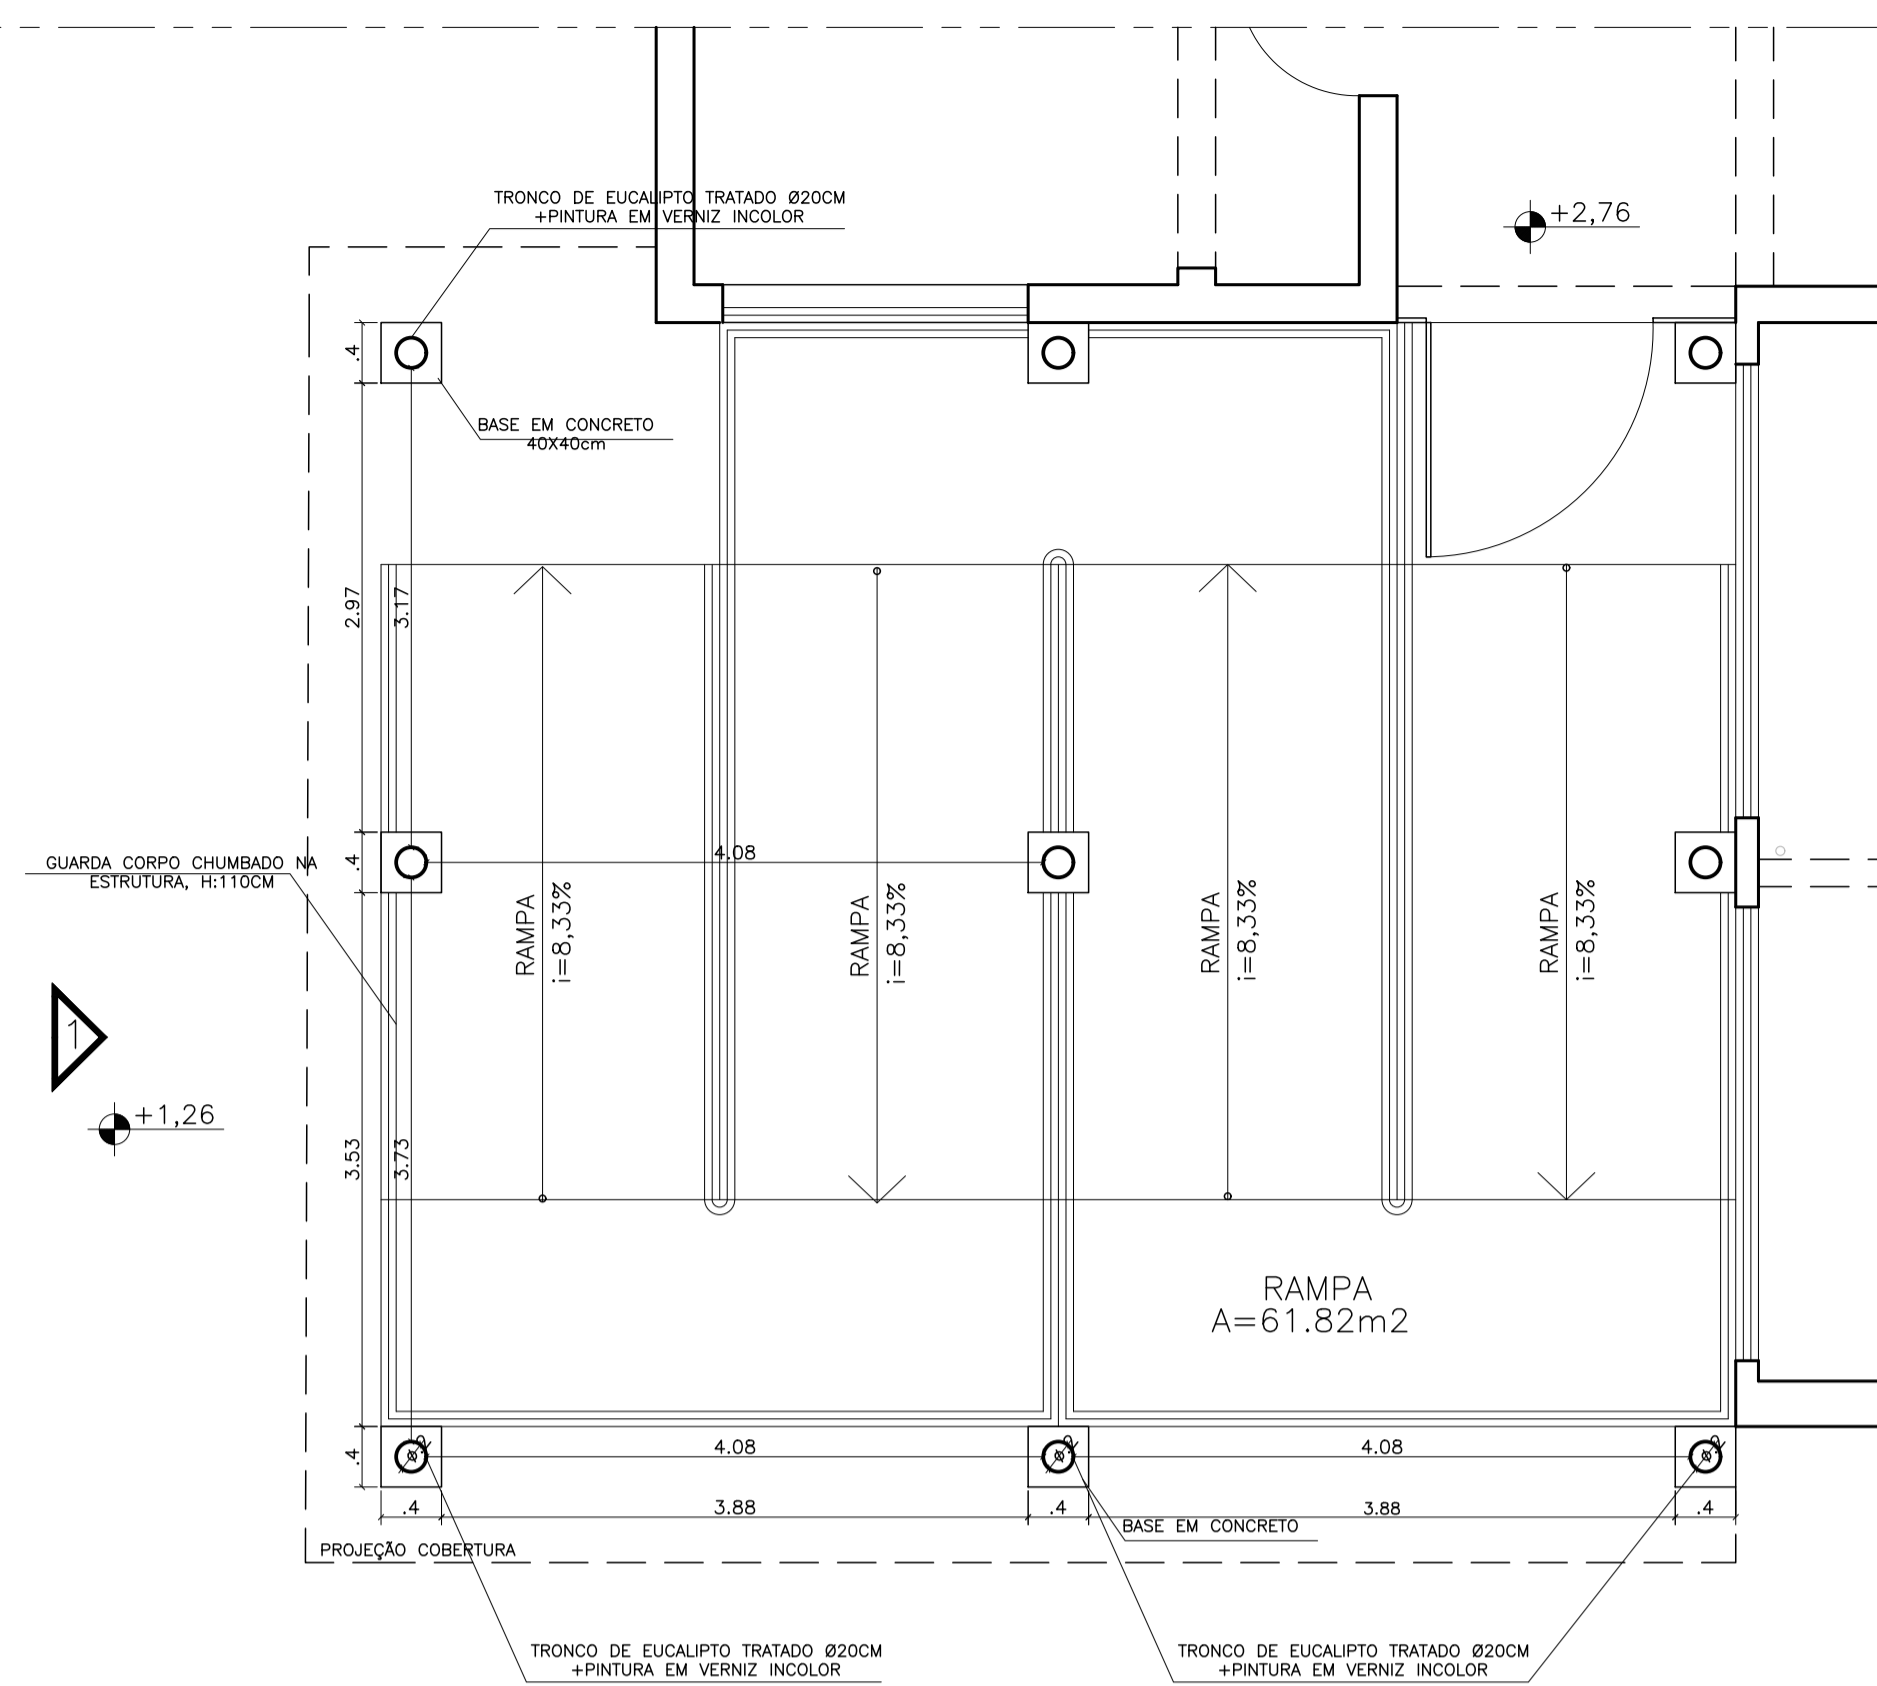 TRONCO DE EUCALIPTO TRATADO Ø20CM
+PINTURA EM VERNIZ INCOLOR
+2,76
.4
BASE EM CONCRETO
40X40cm
2.97
3.17
GUARDA CORPO CHUMBADO NA
ESTRUTURA, H:110CM
.4
4.08
RAMPA
i=8,33%
RAMPA
i=8,33%
RAMPA
i=8,33%
RAMPA
i=8,33%
1
+1,26
3.53
3.73
RAMPA
A=61.82m2
.4
4.08
4.08
.4
3.88
.4
3.88
.4
BASE EM CONCRETO
PROJEÇÃO COBERTURA
TRONCO DE EUCALIPTO TRATADO Ø20CM
+PINTURA EM VERNIZ INCOLOR
TRONCO DE EUCALIPTO TRATADO Ø20CM
+PINTURA EM VERNIZ INCOLOR